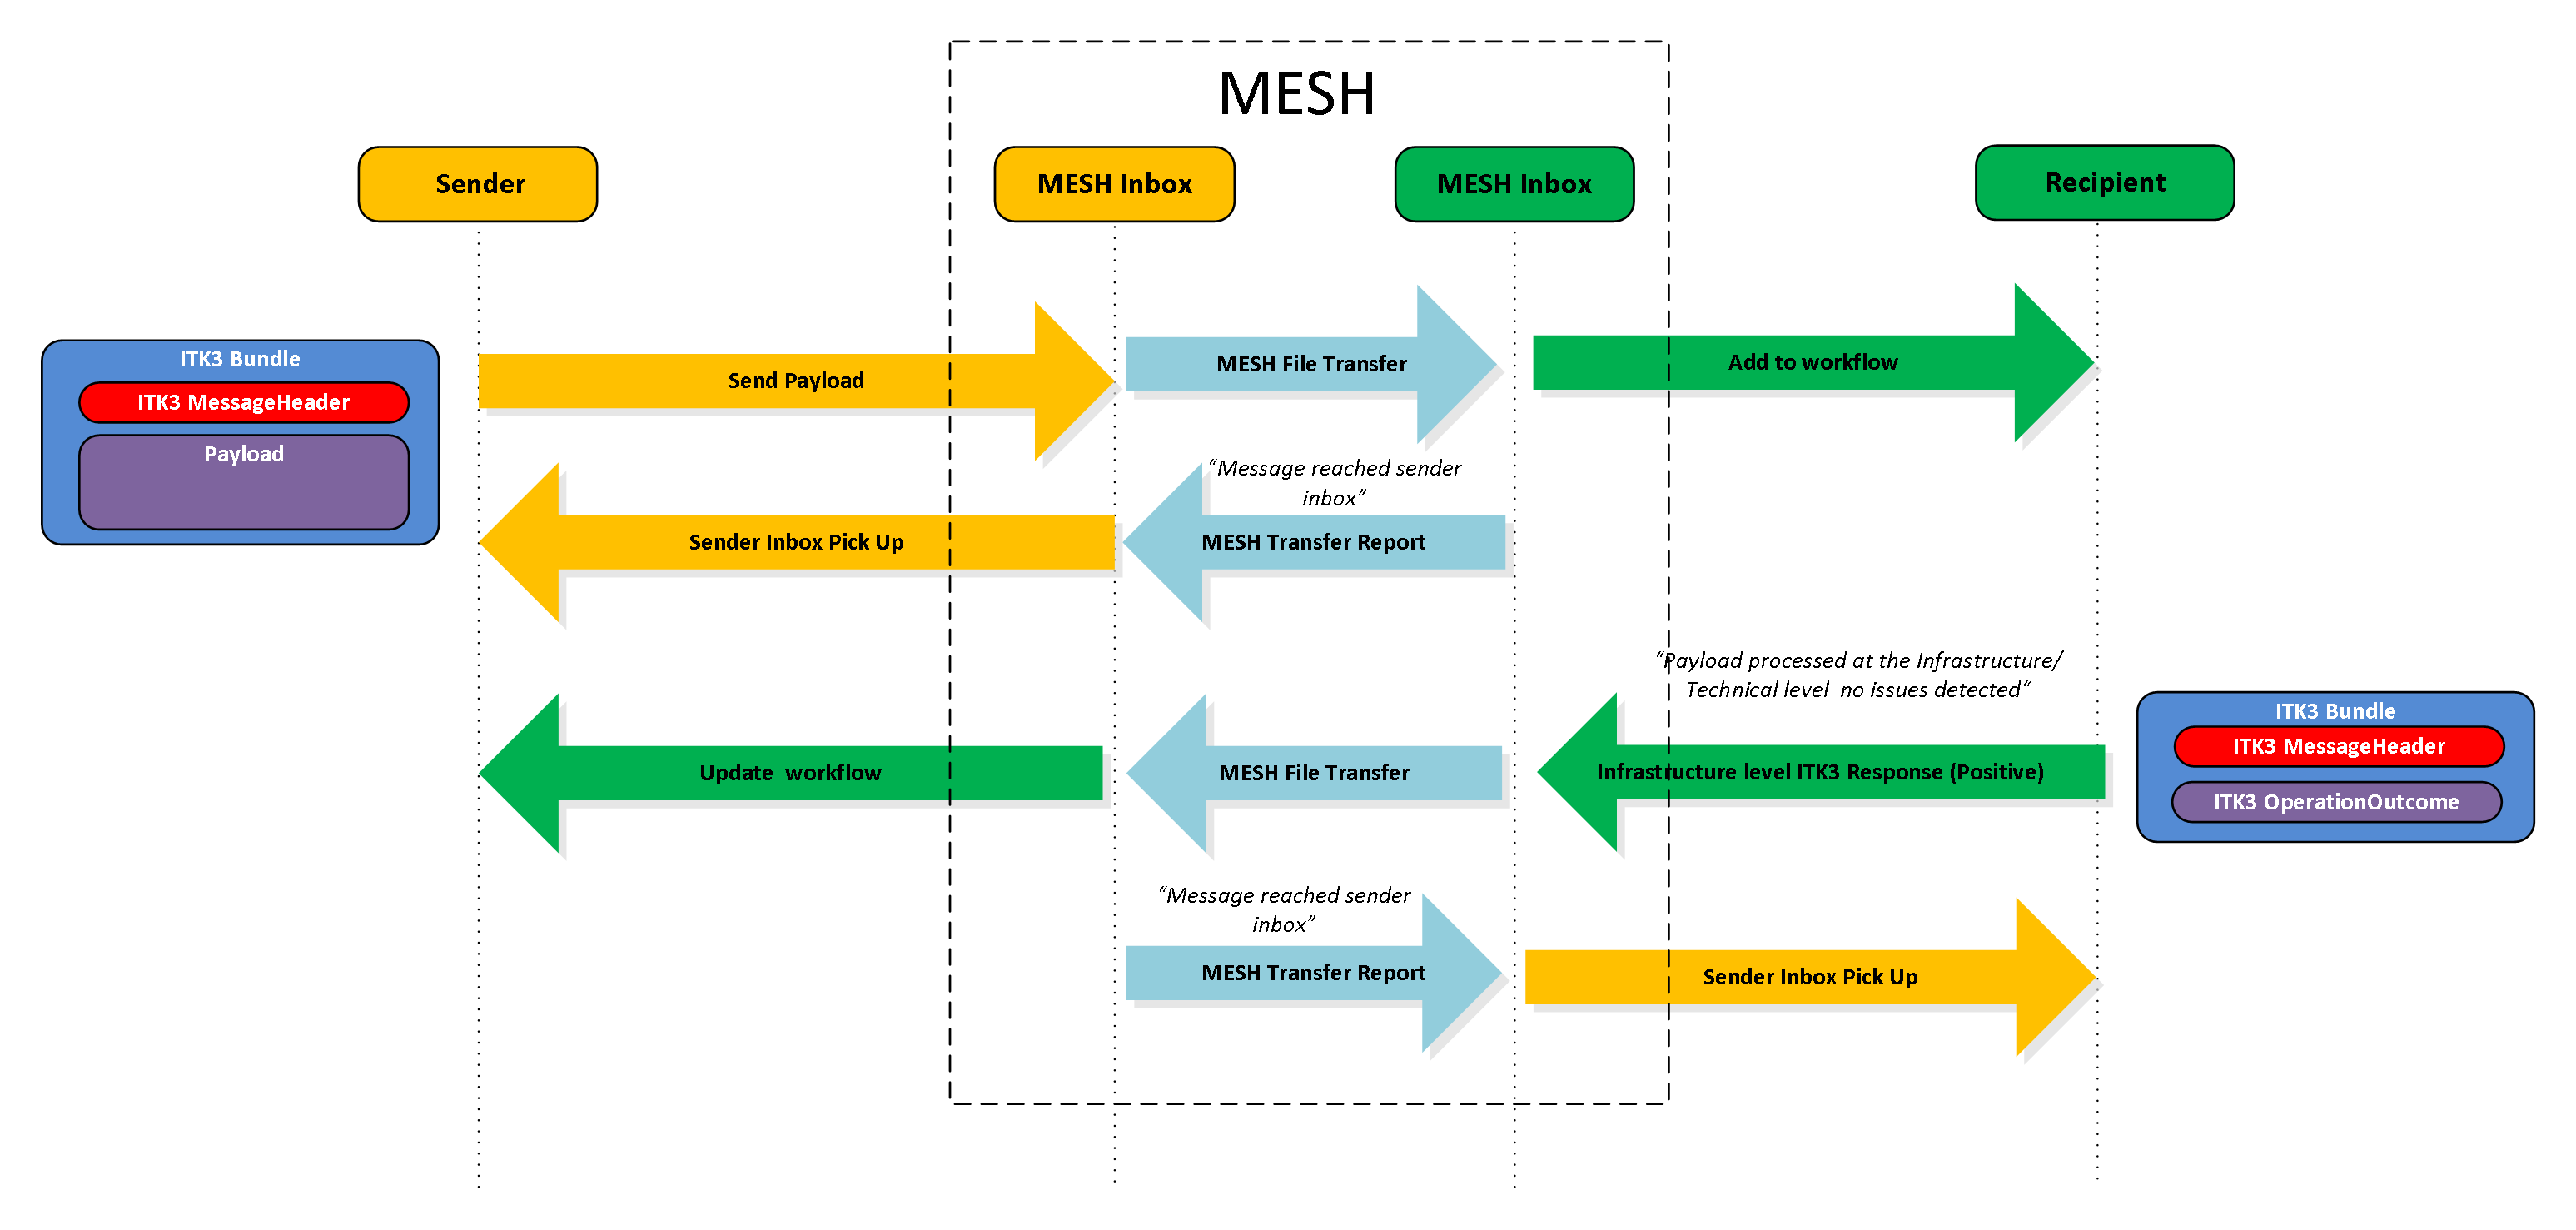 MESH
Sender
MESH Inbox
MESH Inbox
Recipient
ITK3 Bundle
ITK3 MessageHeader
Payload
Send Payload
MESH File Transfer
Add to workflow
“Message reached sender
inbox”
Sender Inbox Pick Up
MESH Transfer Report
“Payload processed at the Infrastructure/
Technical level  no issues detected“
Update  workflow
MESH File Transfer
Infrastructure level ITK3 Response (Positive)
ITK3 Bundle
ITK3 MessageHeader
ITK3 OperationOutcome
“Message reached sender
inbox”
MESH Transfer Report
Sender Inbox Pick Up